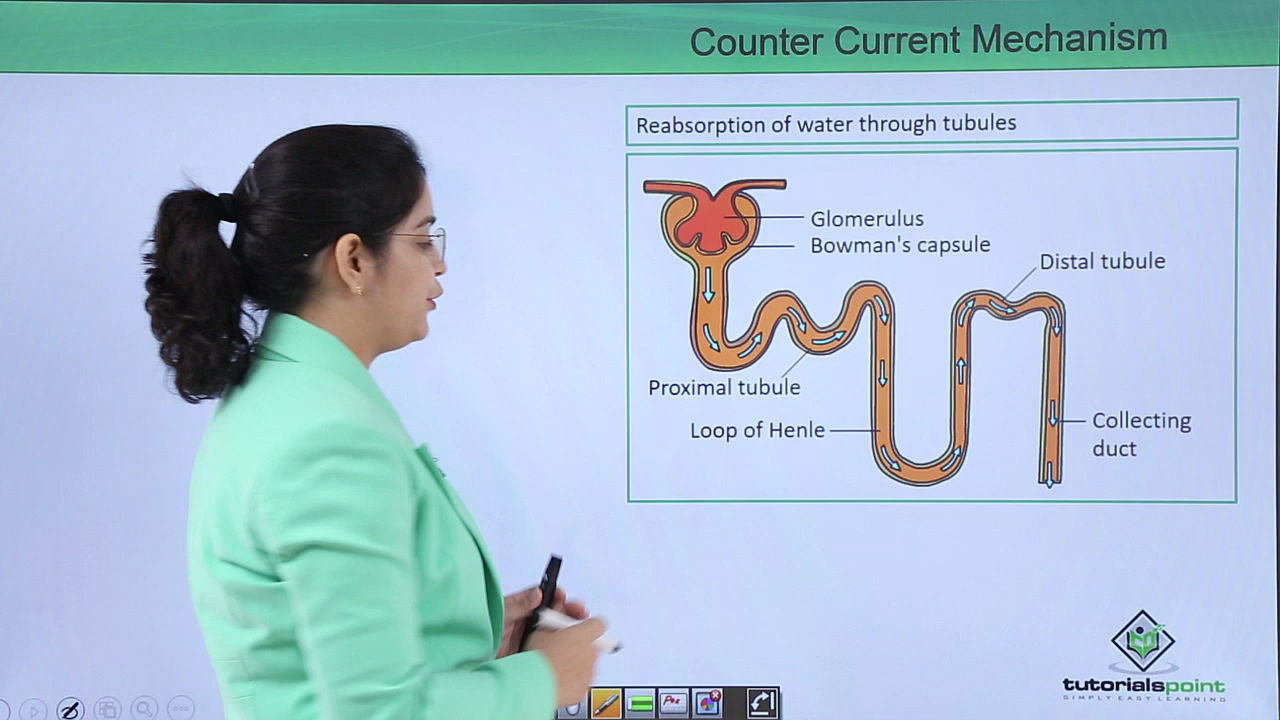 Counter Current Mechanism
Reabsorption of water through tubules
Glomerulus
Bowman's capsule
Distal tubule
Proximal tubule
Loop of Henle
Collecting
duct
tutorialspoint
SIMPLY EASY LEARNING